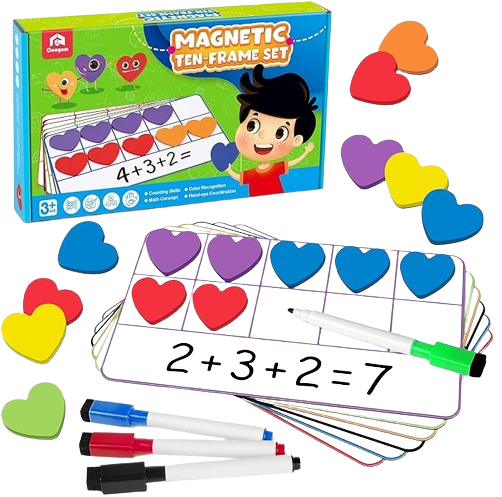 Coogam
MAGNETIC
TEN-FRAME SET
4+3+2=
3+
• Counting Skills
• Color Recognition
• Math Concept
• Hand-eye Coordination
2+3+2=7